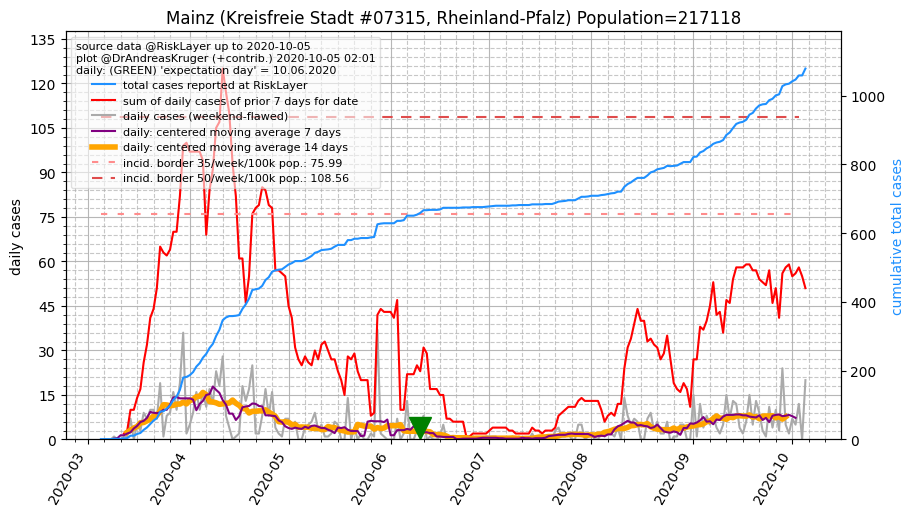 Mainz (Kreisfreie Stadt #07315, Rheinland-Pfalz) Population=217118
source data @RiskLayer up to 2020-10-05
plot @DrAndreasKruger (+contrib.) 2020-10-05 02:01
daily: (GREEN) 'expectation day' = 10.06.2020
total cases reported at RiskLayer
sum of daily cases of prior 7 days for date
daily cases (weekend-flawed)
daily: centered moving average 7 days
daily: centered moving average 14 days
incid. border 35/week/100k pop.: 75.99
incid. border 50/week/100k pop.: 108.56
daily cases
135
120
105
90
75
60
45
30
15
0
cumulative total cases
1000
800
600
400
200
0
2020-03
2020-04
2020-05
2020-06
2020-07
2020-08
2020-09
2020-10